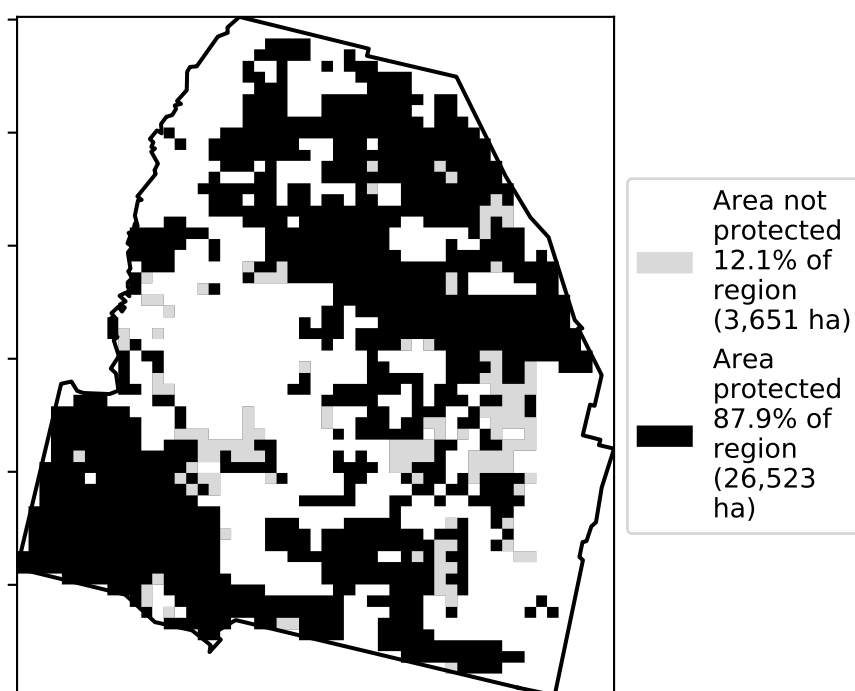 Area not
protected
12.1% of
region
(3,651 ha)
Area
protected
87.9% of
region
(26,523
ha)